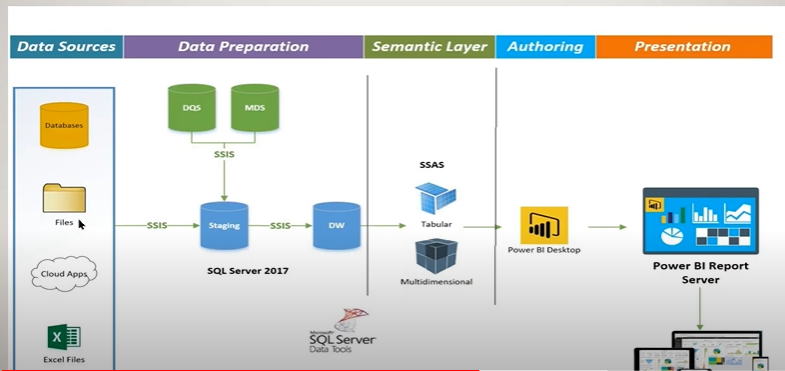 Data Sources
Data Preparation
Semantic Layer
Authoring
Presentation
Databases
Files
Cloud Apps
Excel Files
DQS
MDS
SSIS
SSIS
Staging
SSIS
DW
SQL Server 2017
Microsoft
SQL Server
Data Tools
SSAS
Tabular
Multidimensional
Power BI Desktop
Power BI Report
Server